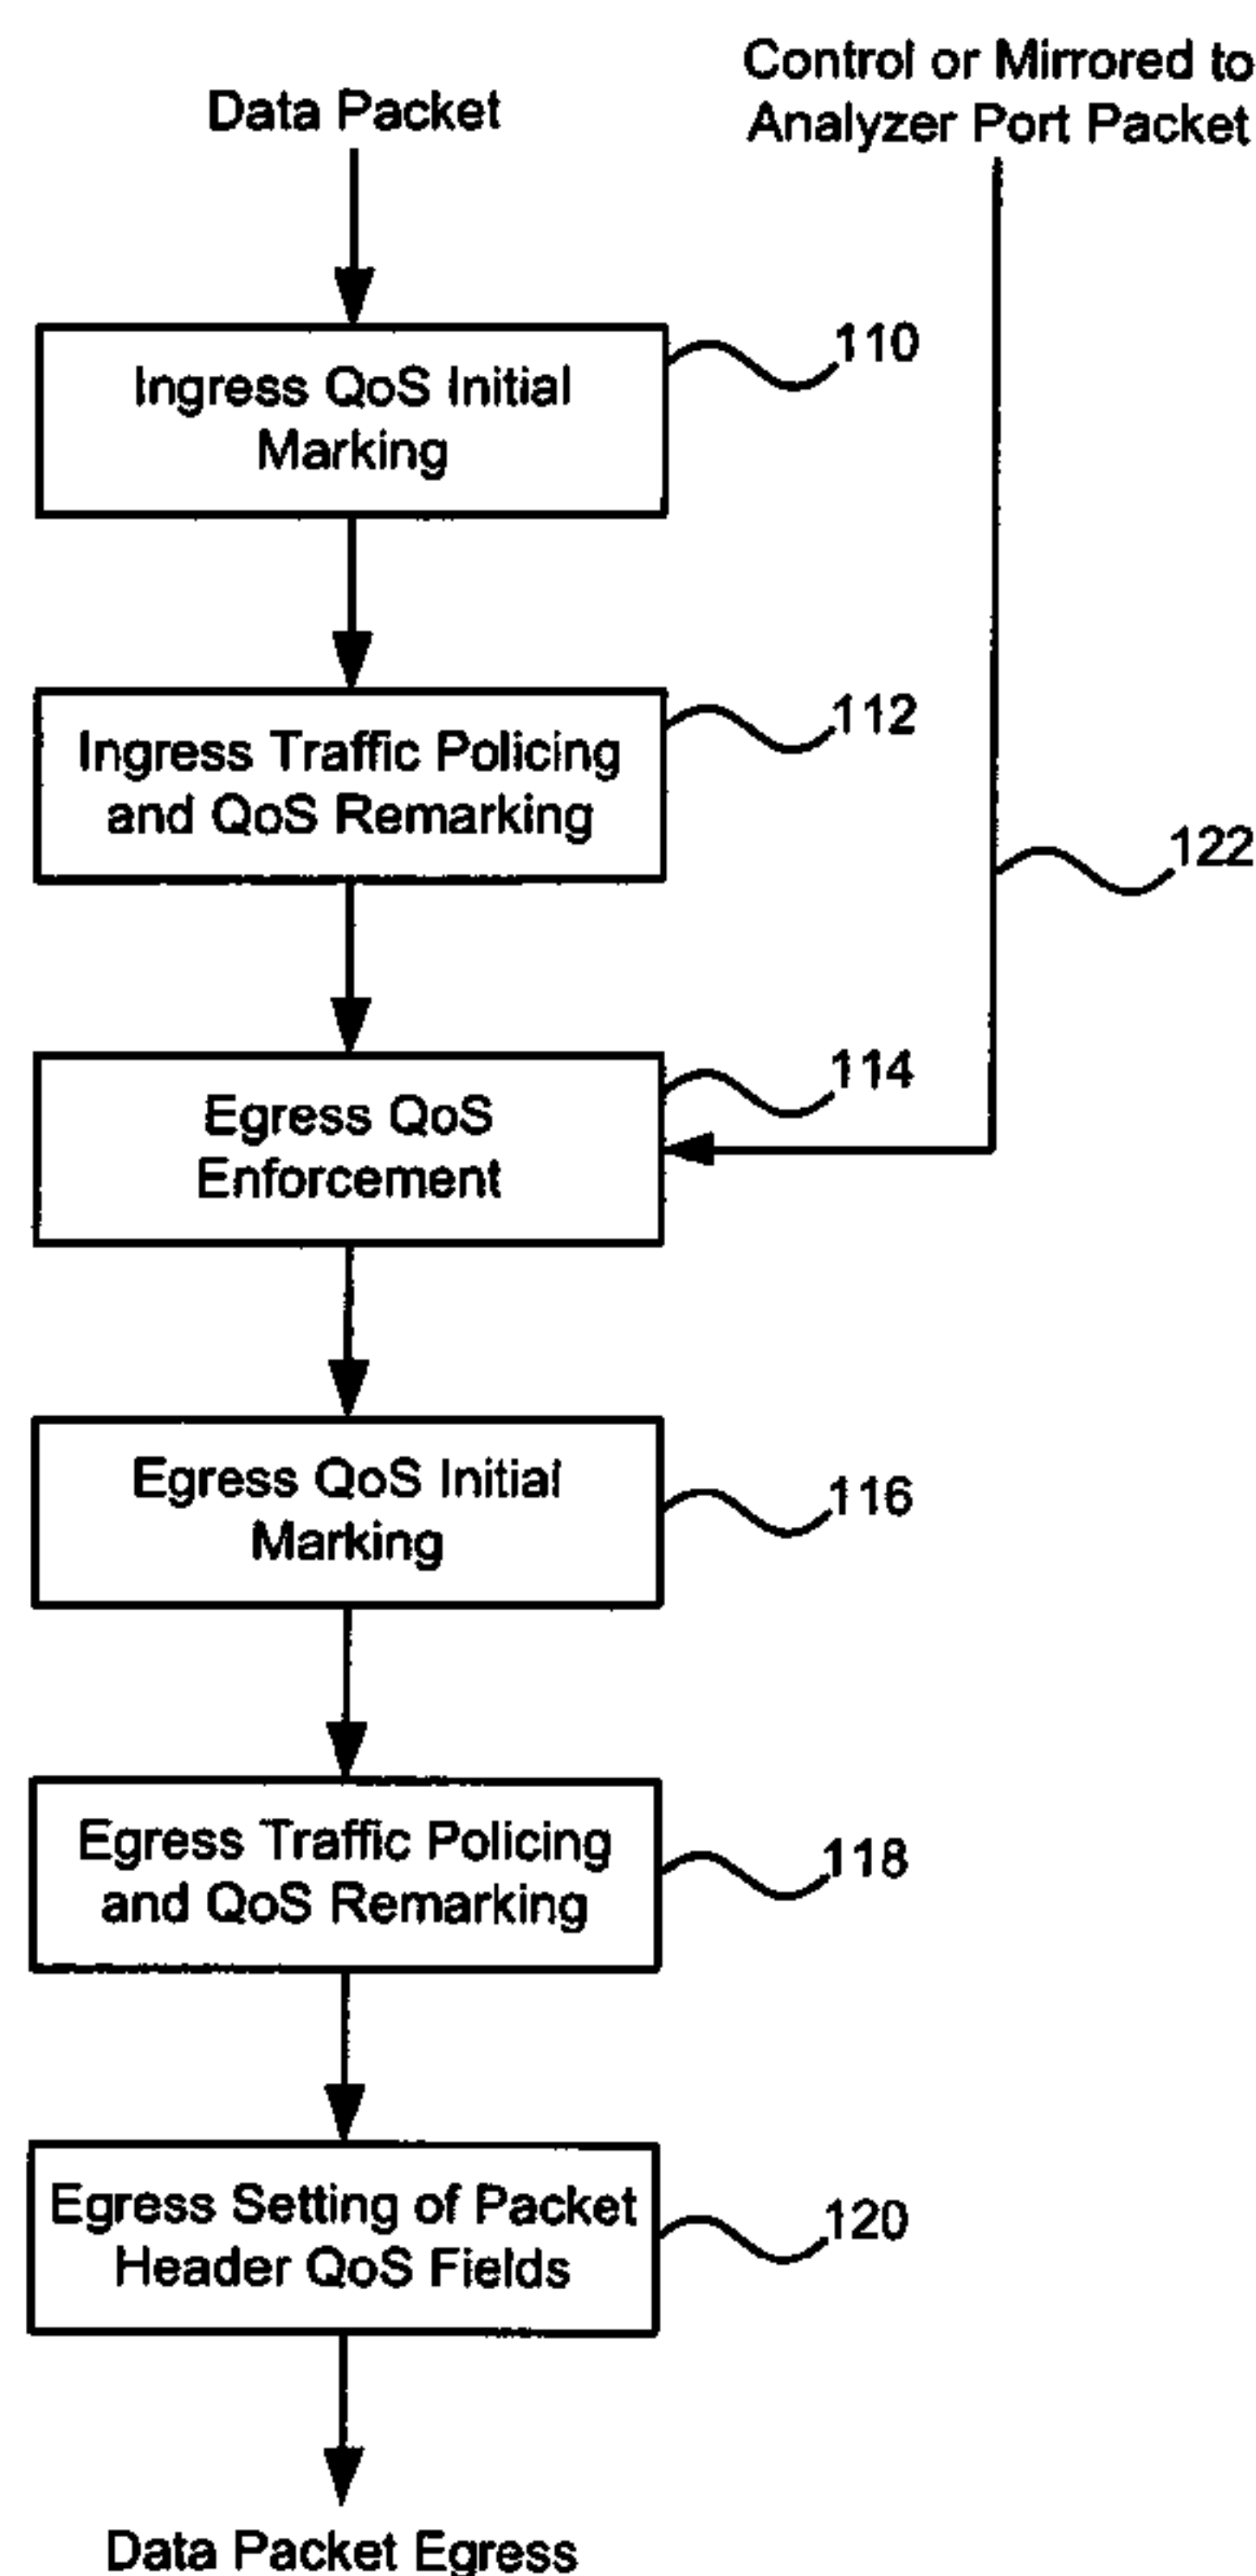 Data Packet
Control or Mirrored to
Analyzer Port Packet
Ingress QoS Initial
Marking
110
Ingress Traffic Policing
and QoS Remarking
112
122
Egress QoS
Enforcement
114
Egress QoS Initial
Marking
116
Egress Traffic Policing
and QoS Remarking
118
Egress Setting of Packet
Header QoS Fields
120
Data Packet Egress